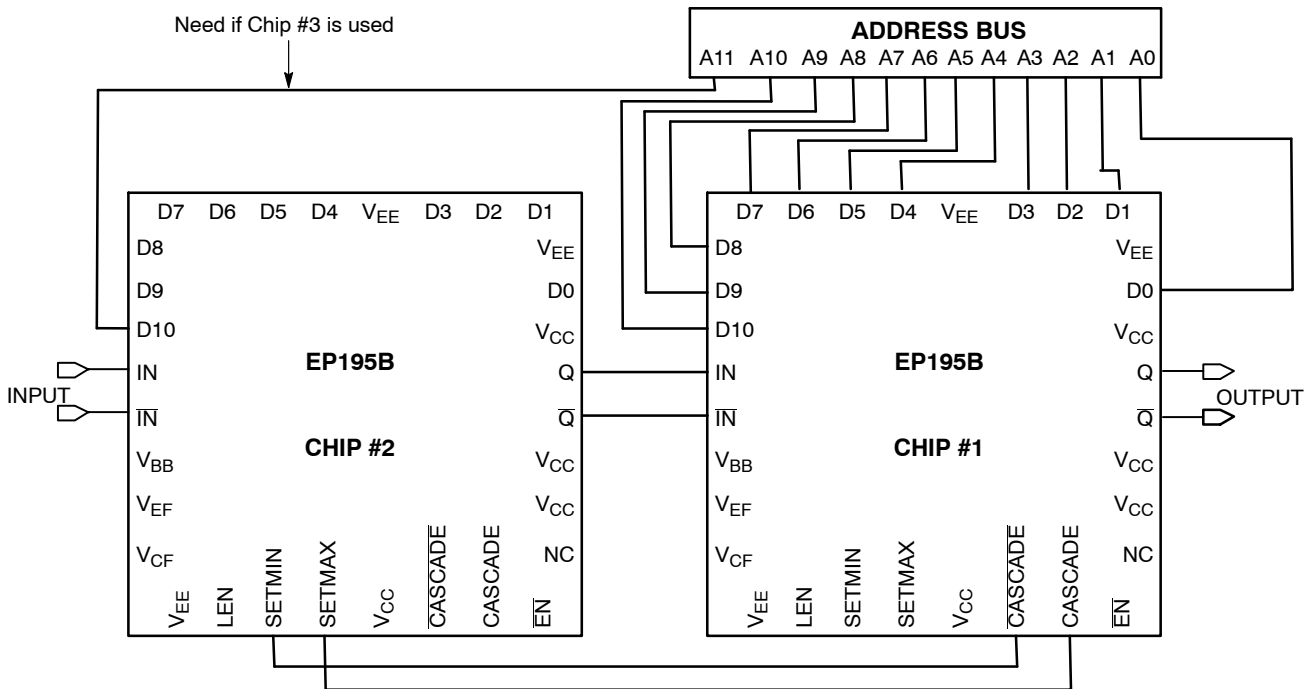 Need if Chip #3 is used
ADDRESS BUS
A11 A10 A9 A8 A7 A6 A5 A4 A3 A2 A1 A0
D7 D6 D5 D4 VEE D3 D2 D1
D8
VEE
D9
D0
D10
VCC
IN
EP195B
Q
INPUT
IN̅
Q̅
CHIP #2
VBB
VCC
VEF
VCC
VCF
NC
VEE
LEN
SETMIN
SETMAX
VCC
CASCADE̅
CASCADE
EN̅
D7 D6 D5 D4 VEE D3 D2 D1
D8
VEE
D9
D0
D10
VCC
IN
EP195B
Q
IN̅
Q̅
OUTPUT
CHIP #1
VBB
VCC
VEF
VCC
VCF
NC
VEE
LEN
SETMIN
SETMAX
VCC
CASCADE̅
CASCADE
EN̅